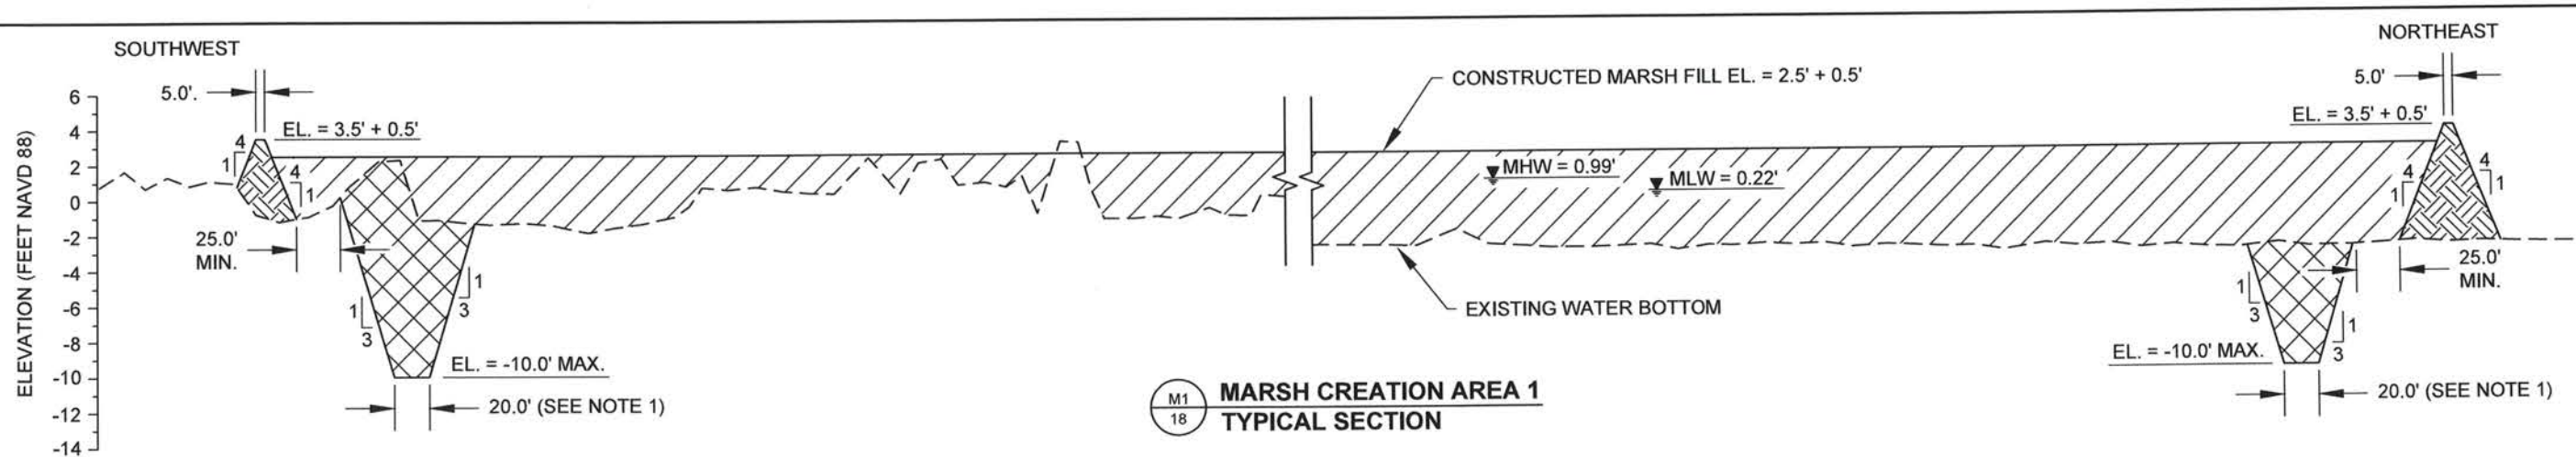 SOUTHWEST
NORTHEAST
5.0'.
5.0'
CONSTRUCTED MARSH FILL EL. = 2.5' + 0.5'
EL. = 3.5' + 0.5'
EL. = 3.5' + 0.5'
ELEVATION (FEET NAVD 88)
6
4
2
0
-2
-4
-6
-8
-10
-12
-14
4
1
4
1
MHW = 0.99'
MLW = 0.22'
4
1
4
1
25.0'
MIN.
25.0'
MIN.
1
3
1
3
EXISTING WATER BOTTOM
1
3
1
3
EL. = -10.0' MAX.
EL. = -10.0' MAX.
20.0' (SEE NOTE 1)
20.0' (SEE NOTE 1)
M1
18
MARSH CREATION AREA 1
TYPICAL SECTION